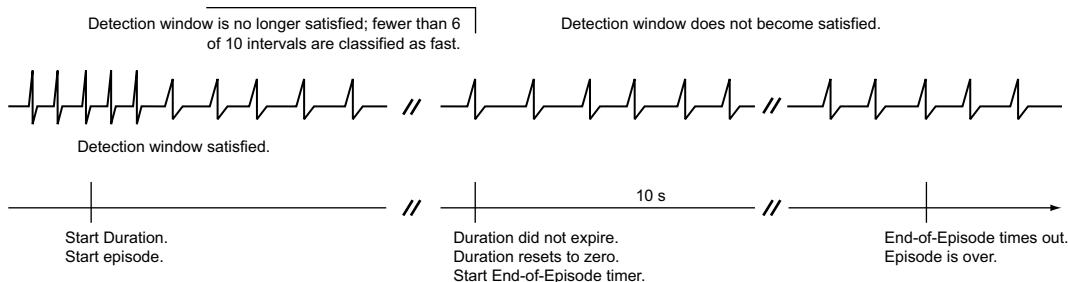 Detection window is no longer satisfied; fewer than 6
of 10 intervals are classified as fast.
Detection window does not become satisfied.
Detection window satisfied.
10 s
Start Duration.
Start episode.
Duration did not expire.
Duration resets to zero.
Start End-of-Episode timer.
End-of-Episode times out.
Episode is over.